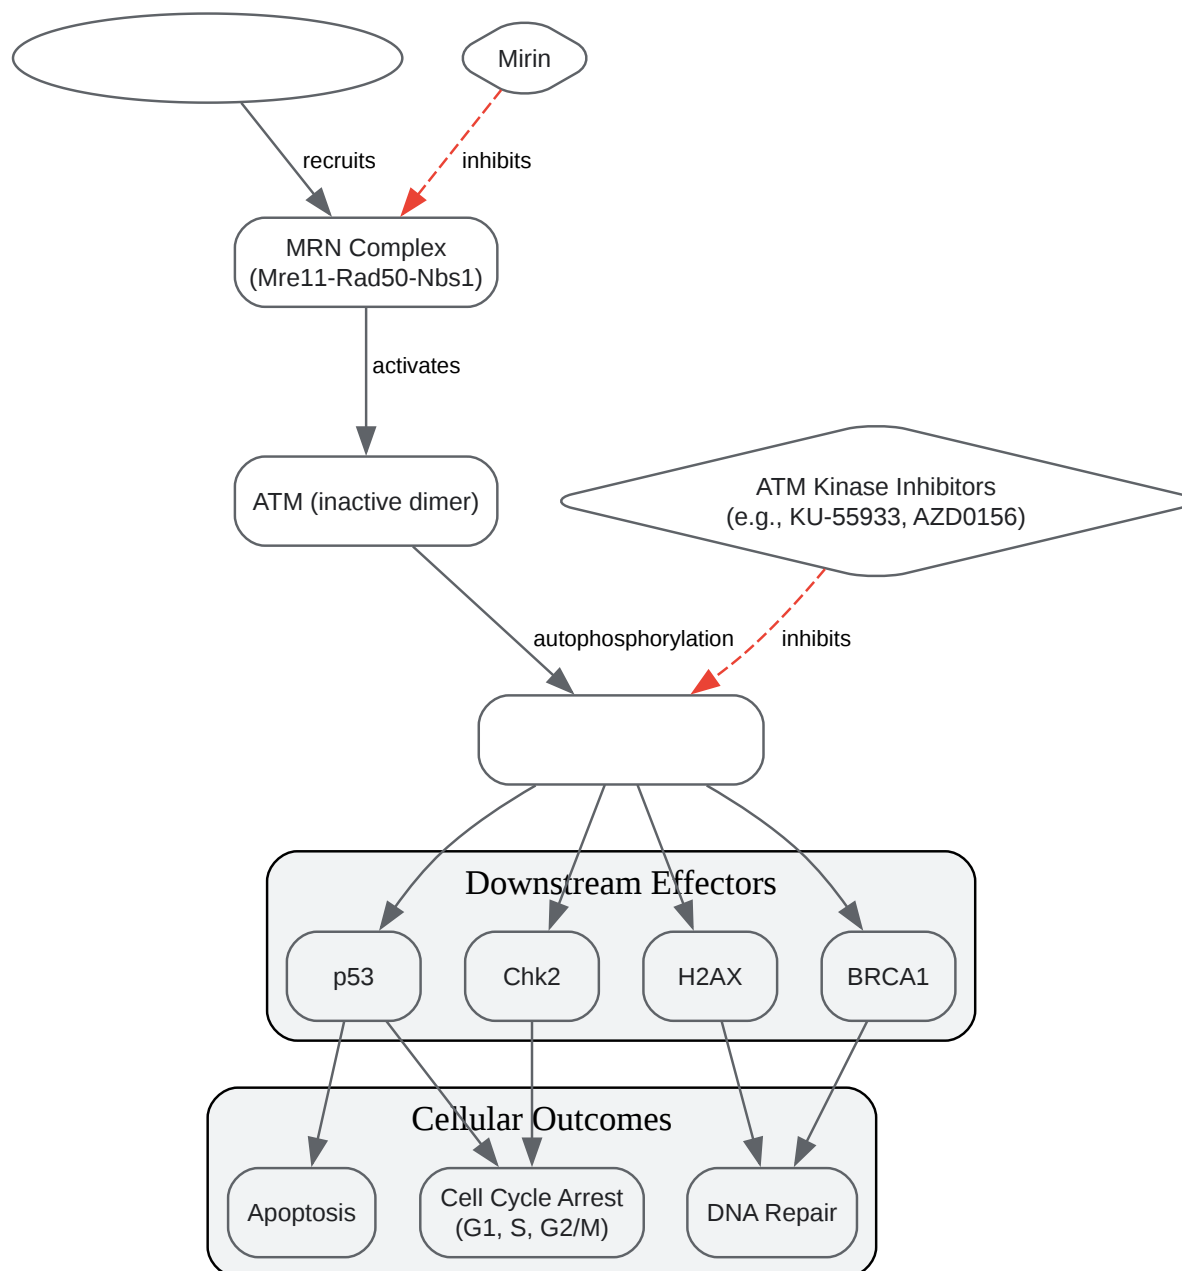 Mirin
recruits
inhibits
MRN Complex
(Mre11-Rad50-Nbs1)
activates
ATM (inactive dimer)
ATM Kinase Inhibitors
(e.g., KU-55933, AZD0156)
autophosphorylation
inhibits
Downstream Effectors
p53
Chk2
H2AX
BRCA1
Cellular Outcomes
Apoptosis
Cell Cycle Arrest
(G1, S, G2/M)
DNA Repair